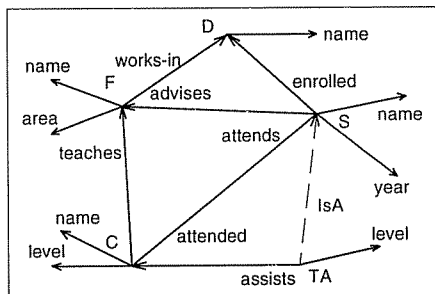 D
name
works-in
name
F
enrolled
advises
S
area
attends
name
teaches
year
name
IsA
C
level
level
attended
assists
TA